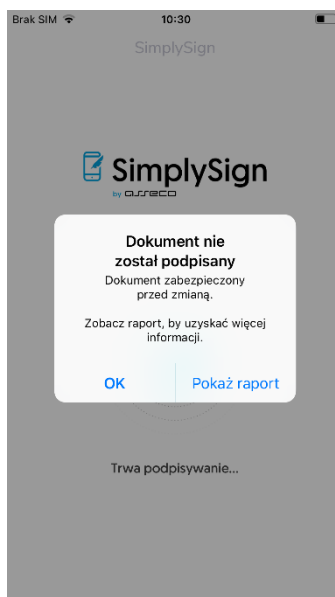 Brak SIM 10:30
SimplySign
SimplySign
by asseco
Dokument nie
został podpisany
Dokument zabezpieczony
przed zmianą.
Zobacz raport, by uzyskać więcej
informacji.
OK Pokaż raport
Trwa podpisywanie...